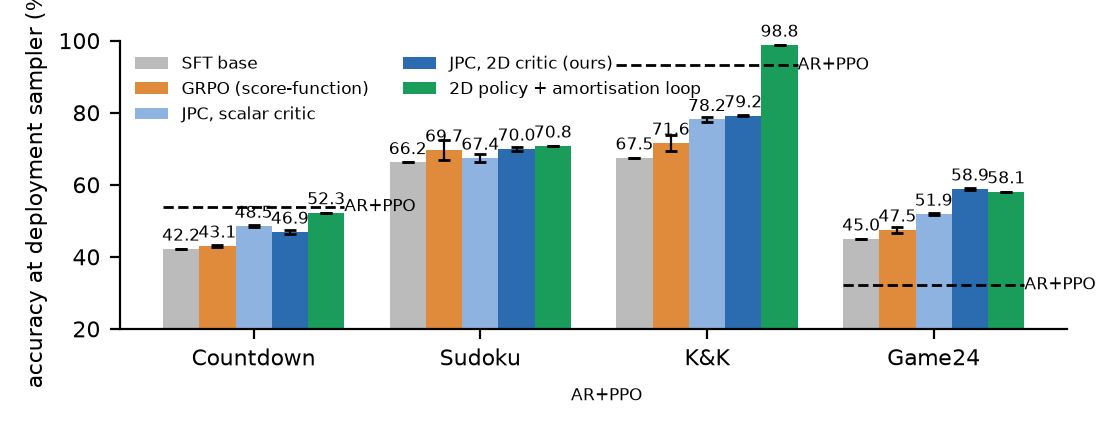 accuracy at deployment sampler (%
100
80
60
40
20
SFT base
GRPO (score-function)
JPC, scalar critic
JPC, 2D critic (ours)
2D policy + amortisation loop
42.2
43.1
48.5
46.9
52.3
AR+PPO
66.2
69.7
67.4
70.0
70.8
67.5
71.6
78.2
79.2
98.8
AR+PPO
45.0
47.5
51.9
58.9
58.1
AR+PPO
Countdown
Sudoku
K&K
Game24
AR+PPO